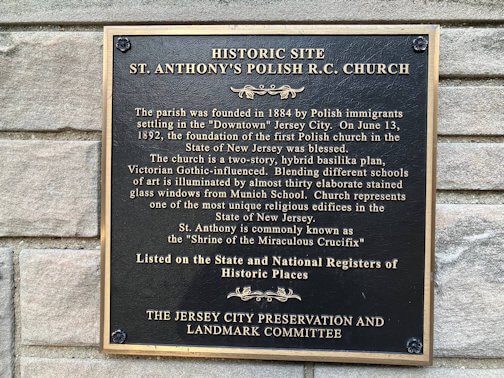 HISTORIC SITE
ST. ANTHONY'S POLISH R.C. CHURCH
The parish was founded in 1884 by Polish immigrants
settling in the "Downtown" Jersey City. On June 13,
1892, the foundation of the first Polish church in the
State of New Jersey was blessed.
The church is a two-story, hybrid basilika plan,
Victorian Gothic-influenced. Blending different schools
of art is illuminated by almost thirty elaborate stained
glass windows from Munich School. Church represents
one of the most unique religious edifices in the
State of New Jersey.
St. Anthony is commonly known as
the "Shrine of the Miraculous Crucifix"
Listed on the State and National Registers of
Historic Places
THE JERSEY CITY PRESERVATION AND
LANDMARK COMMITTEE